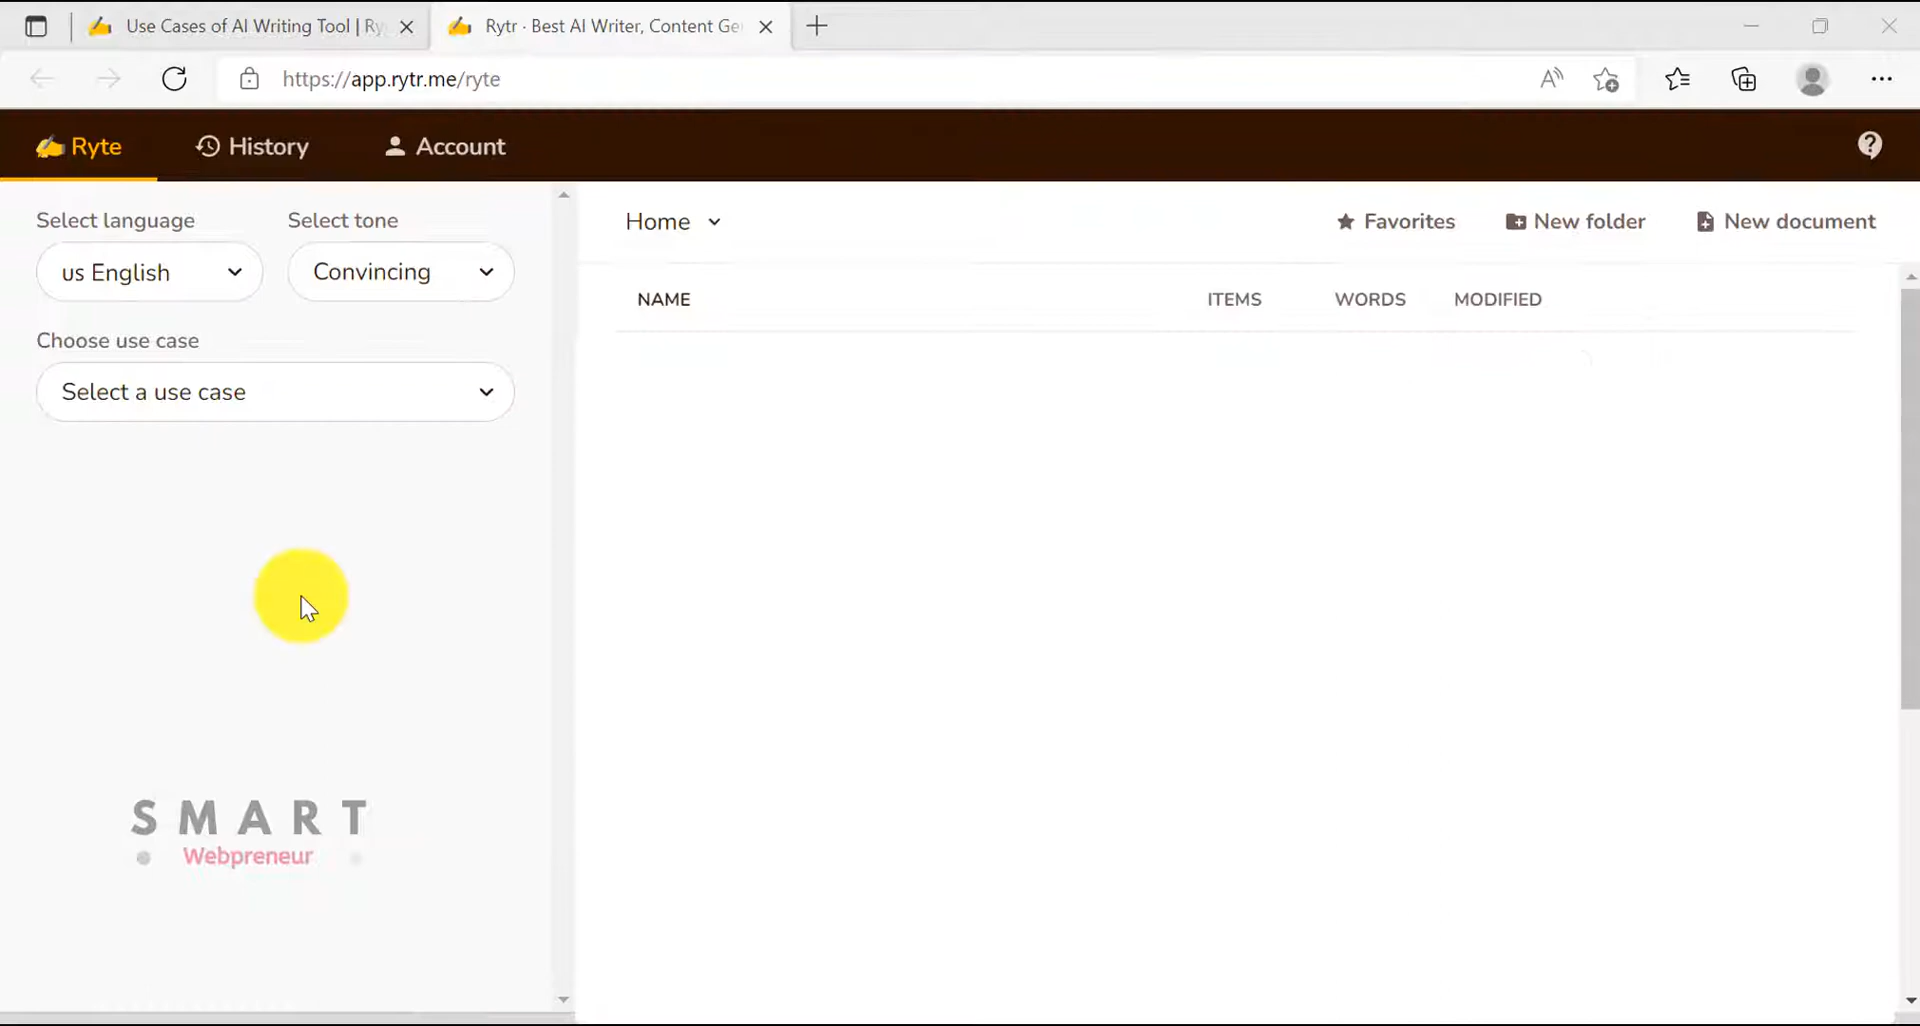 Use Cases of AI Writing Tool | Ry
Rytr · Best AI Writer, Content Ge
https://app.rytr.me/ryte
Ryte
History
Account
Select language
Select tone
us English
Convincing
Choose use case
Select a use case
Home
Favorites
New folder
New document
NAME
ITEMS
WORDS
MODIFIED
SMART
Webpreneur